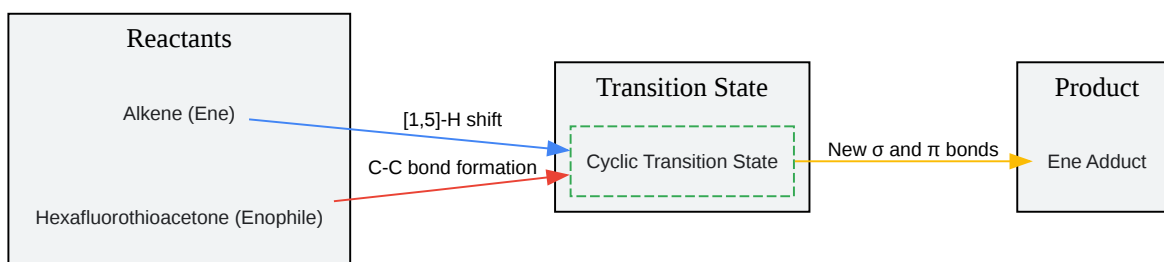 Reactants
Alkene (Ene)
Hexafluorothioacetone (Enophile)
[1,5]-H shift
C-C bond formation
Transition State
Cyclic Transition State
New σ and π bonds
Product
Ene Adduct